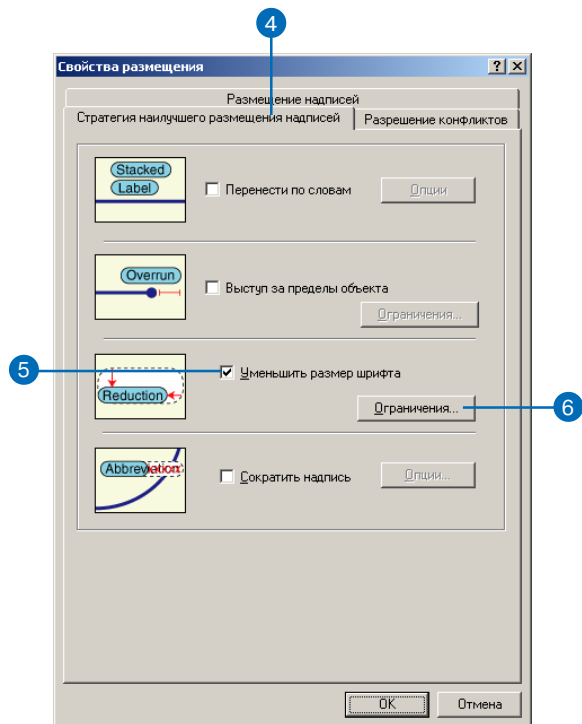 4
Свойства размещения
Размещение надписей
Стратегия наилучшего размещения надписей
Разрешение конфликтов
Stacked
Label
Перенести по словам
Опции
Overrun
Выступ за пределы объекта
Ограничения...
5
Reduction
Уменьшить размер шрифта
Ограничения...
6
Abbreviation
Сократить надпись
Опции...
OK
Отмена